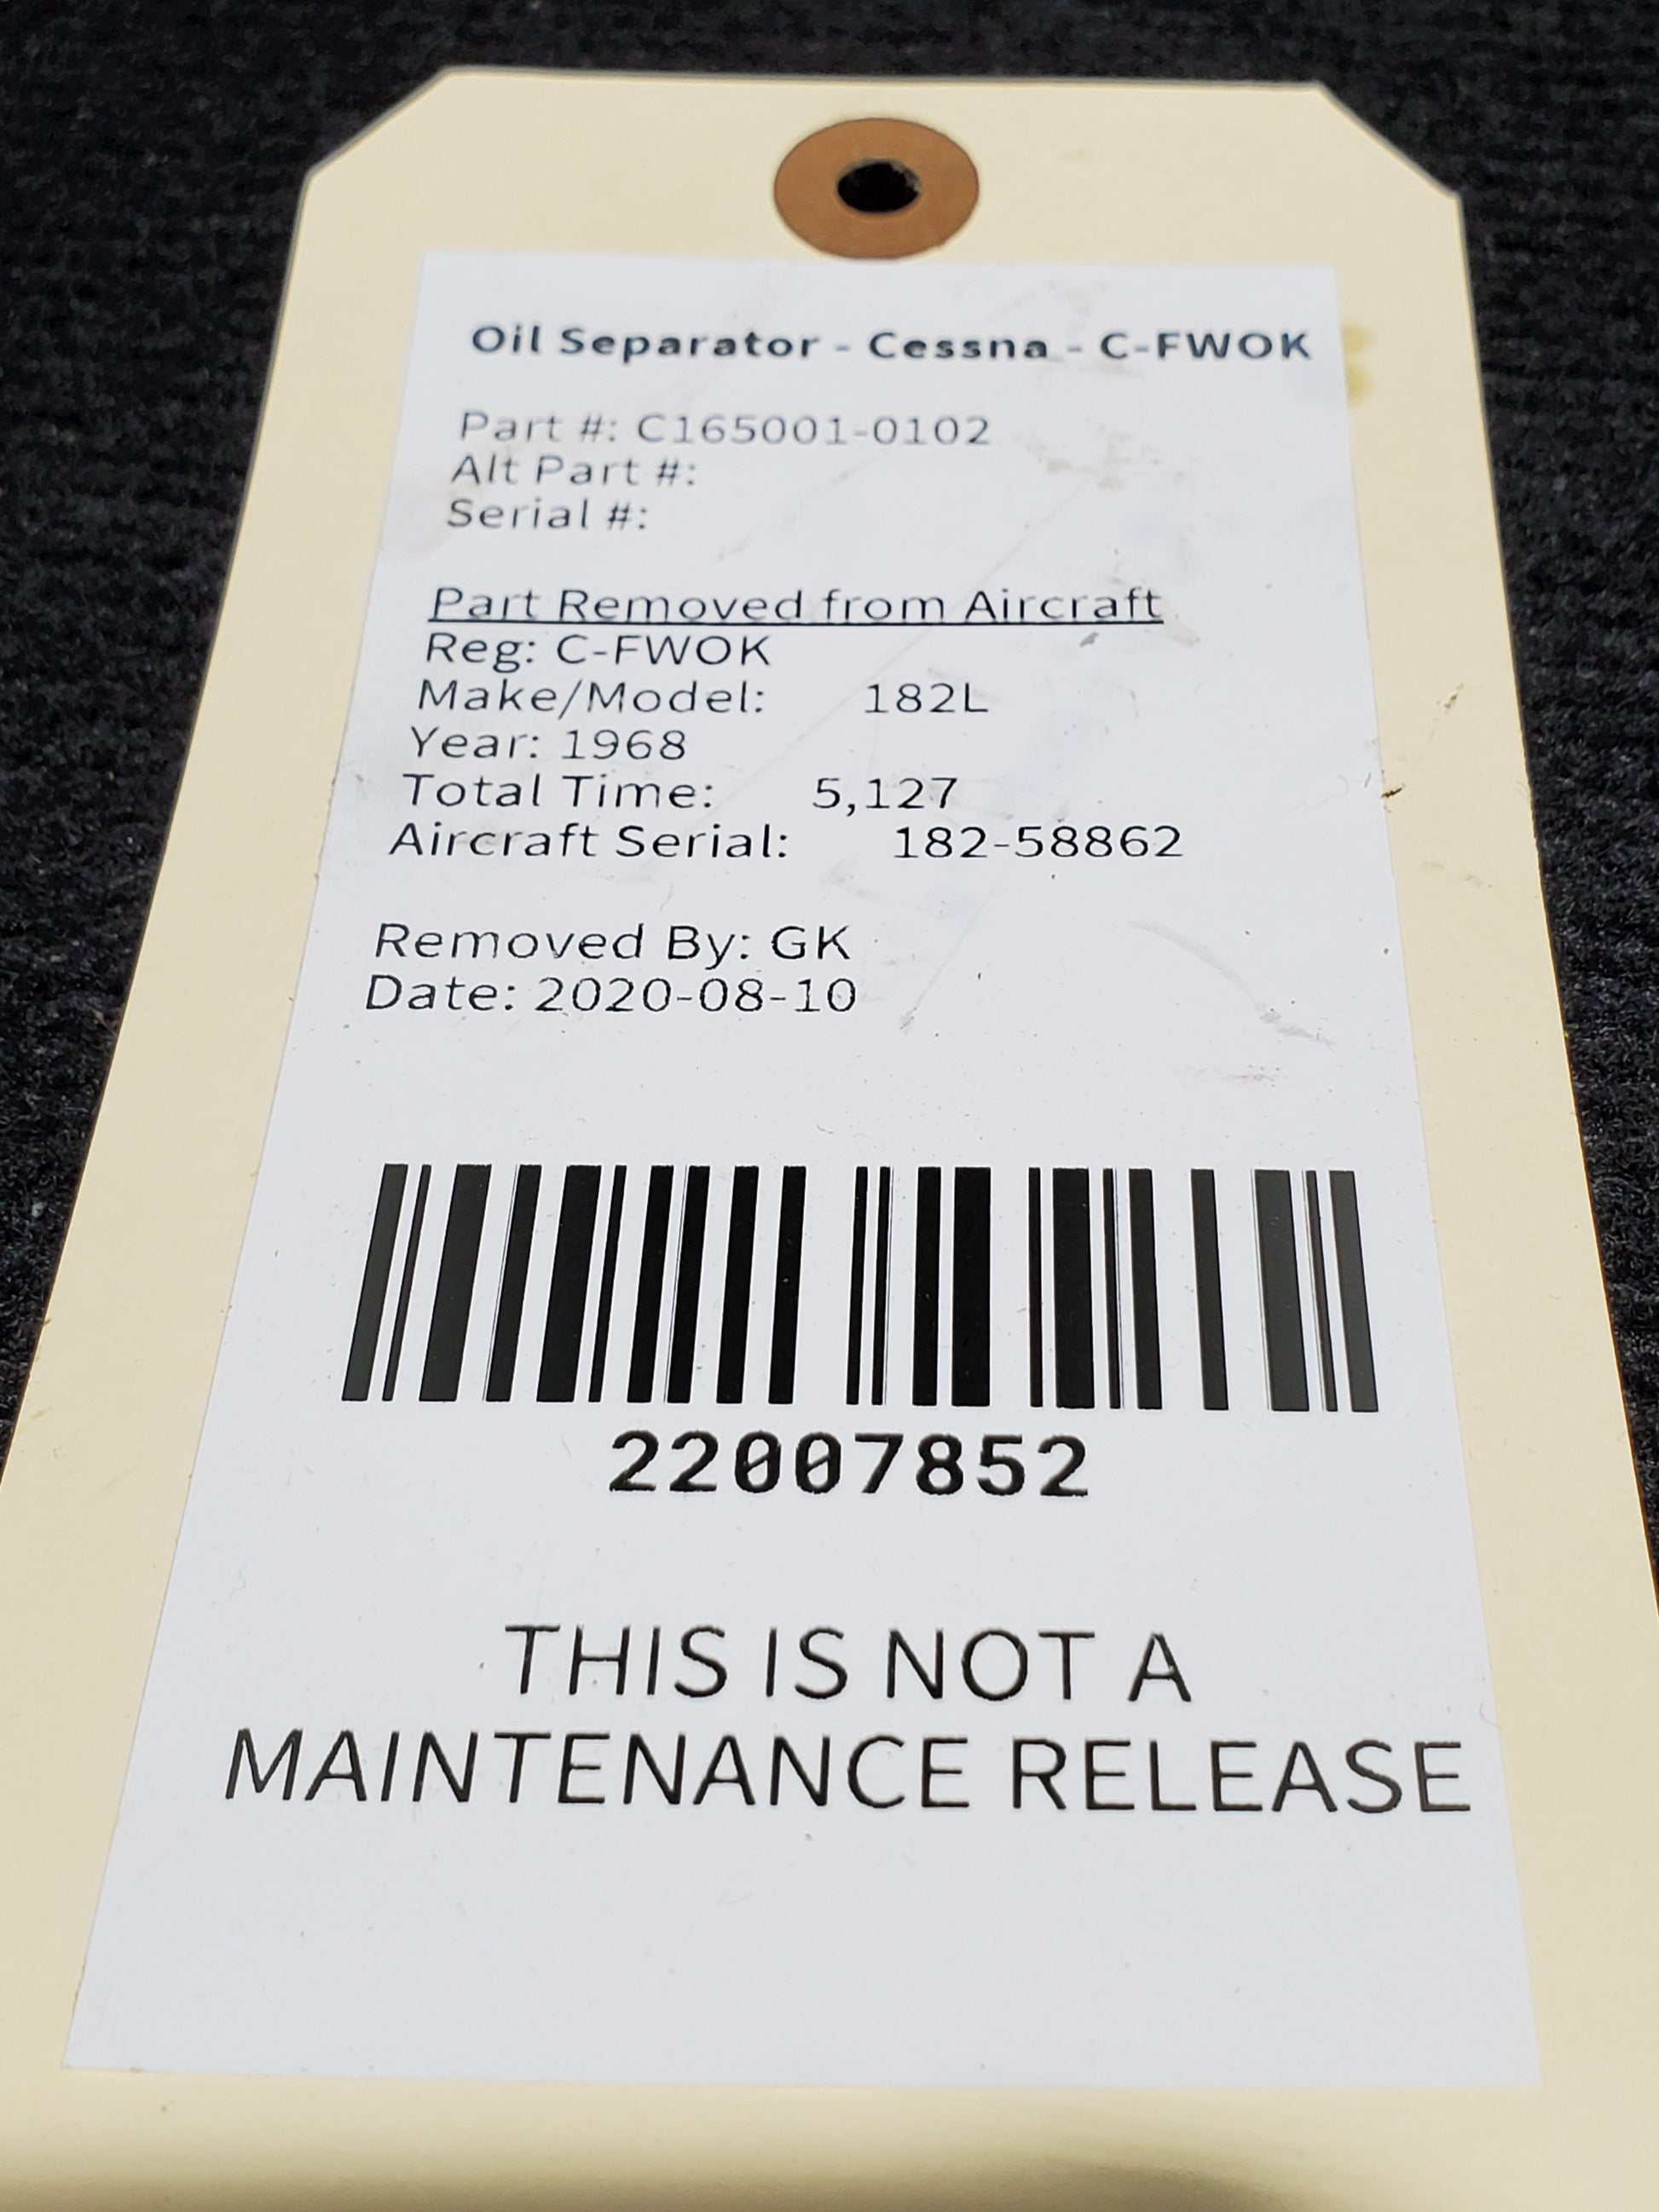 Oil Separator - Cessna - C-FWOK
Part #: C165001-0102
Alt Part #:
Serial #:
Part Removed from Aircraft
Reg: C-FWOK
Make/Model: 182L
Year: 1968
Total Time: 5,127
Aircraft Serial: 182-58862
Removed By: GK
Date: 2020-08-10
22007852
THIS IS NOT A
MAINTENANCE RELEASE